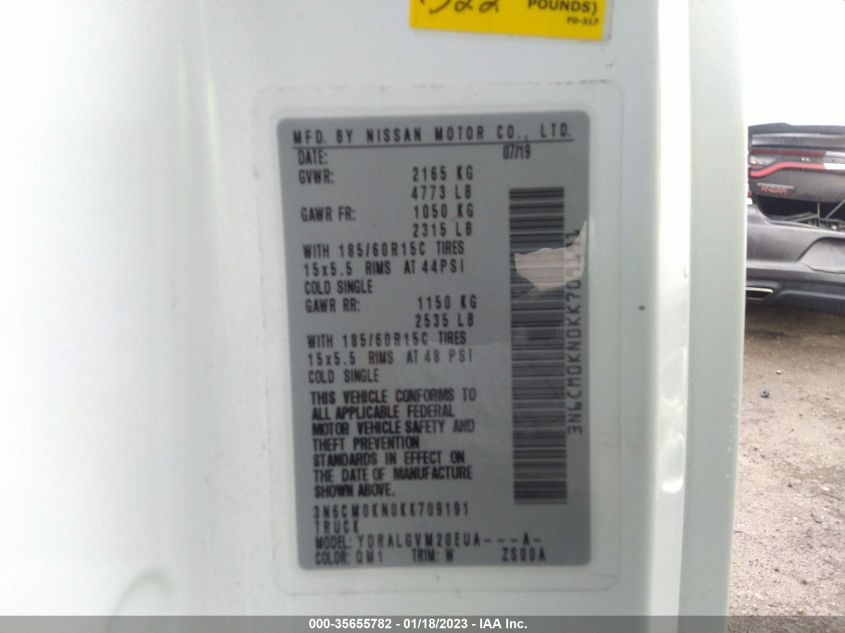 POUNDS)
FD-317
MFD. BY NISSAN MOTOR CO., LTD.
DATE: 07/19
GVWR: 2165 KG
4773 LB
GAWR FR: 1050 KG
2315 LB
WITH 185/60R15C TIRES
15x5.5 RIMS AT 44PSI
COLD SINGLE
GAWR RR: 1150 KG
2535 LB
WITH 185/60R15C TIRES
15x5.5 RIMS AT 48 PSI
COLD SINGLE
THIS VEHICLE CONFORMS TO
ALL APPLICABLE FEDERAL
MOTOR VEHICLE SAFETY AND
THEFT PREVENTION
STANDARDS IN EFFECT ON
THE DATE OF MANUFACTURE
SHOWN ABOVE.
3N6CM0KN0KK709191
TRUCK
MODEL: YDRALGVM20EUA---A-
COLOR: QM1 TRIM: W ZS00A
3N6CM0KN0KK709191
000-35655782 - 01/18/2023 - IAA Inc.